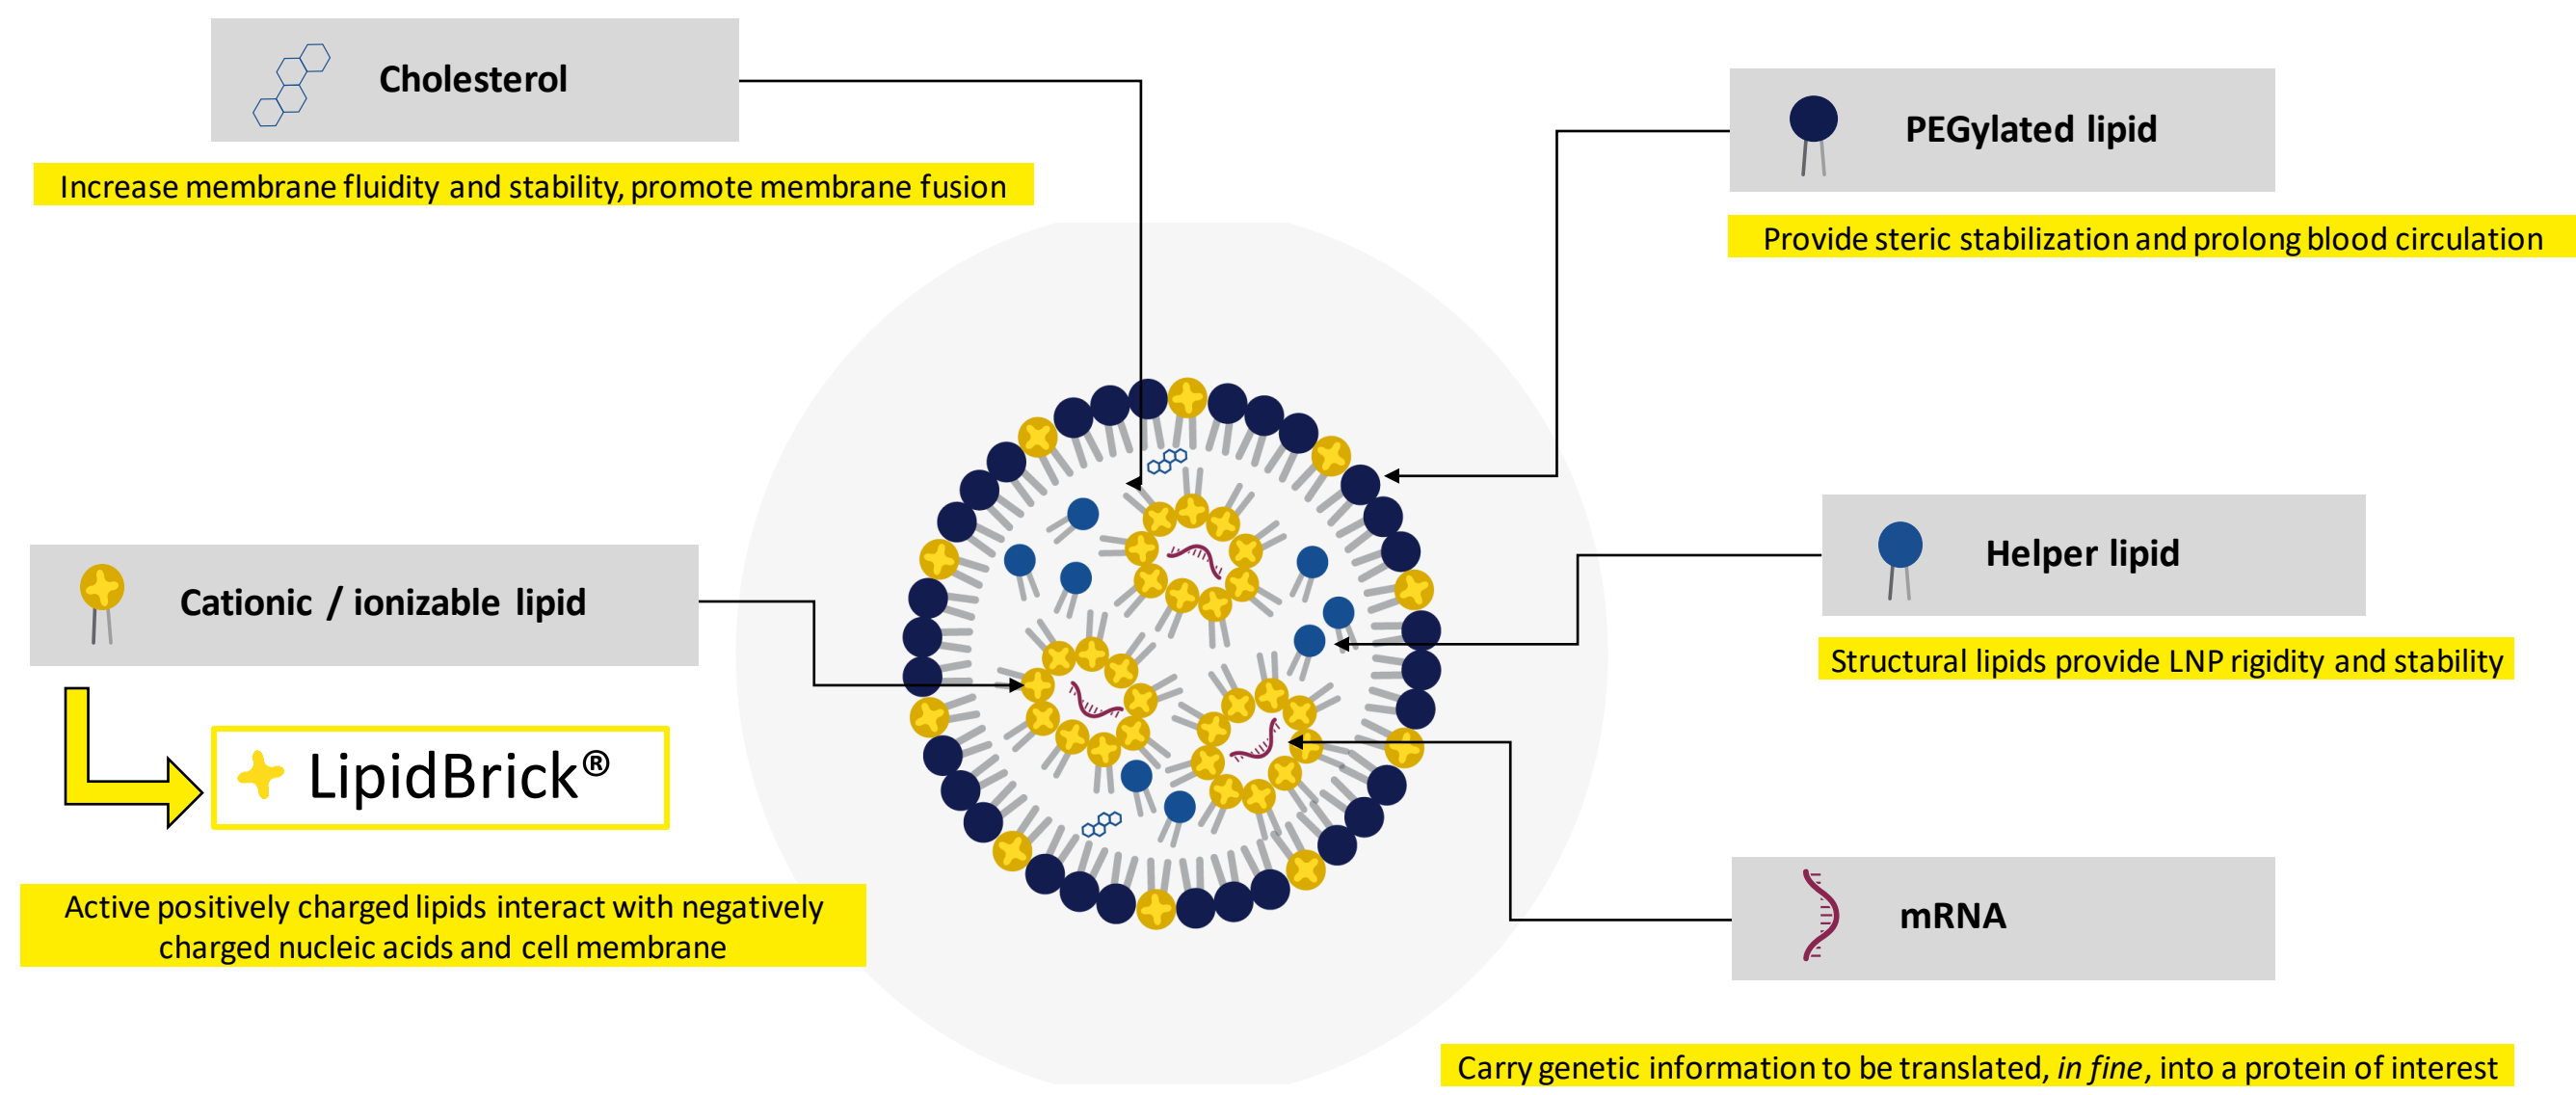 Cholesterol
Increase membrane fluidity and stability, promote membrane fusion
PEGylated lipid
Provide steric stabilization and prolong blood circulation
Cationic / ionizable lipid
LipidBrick®
Active positively charged lipids interact with negatively
charged nucleic acids and cell membrane
Helper lipid
Structural lipids provide LNP rigidity and stability
mRNA
Carry genetic information to be translated, in fine, into a protein of interest